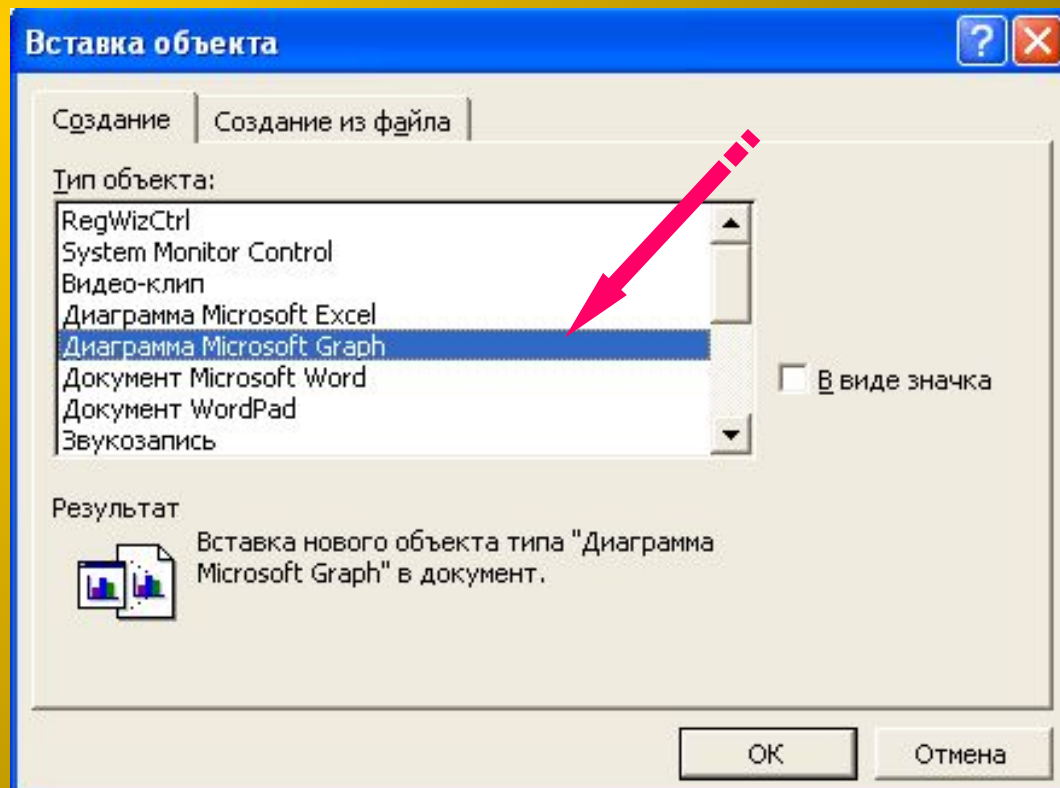 Вставка объекта
Создание
Создание из файла
Тип объекта:
RegWizCtrl
System Monitor Control
Видео-клип
Диаграмма Microsoft Excel
Диаграмма Microsoft Graph
Документ Microsoft Word
Документ WordPad
Звукозапись
В виде значка
Результат
Вставка нового объекта типа "Диаграмма
Microsoft Graph" в документ.
ОК
Отмена